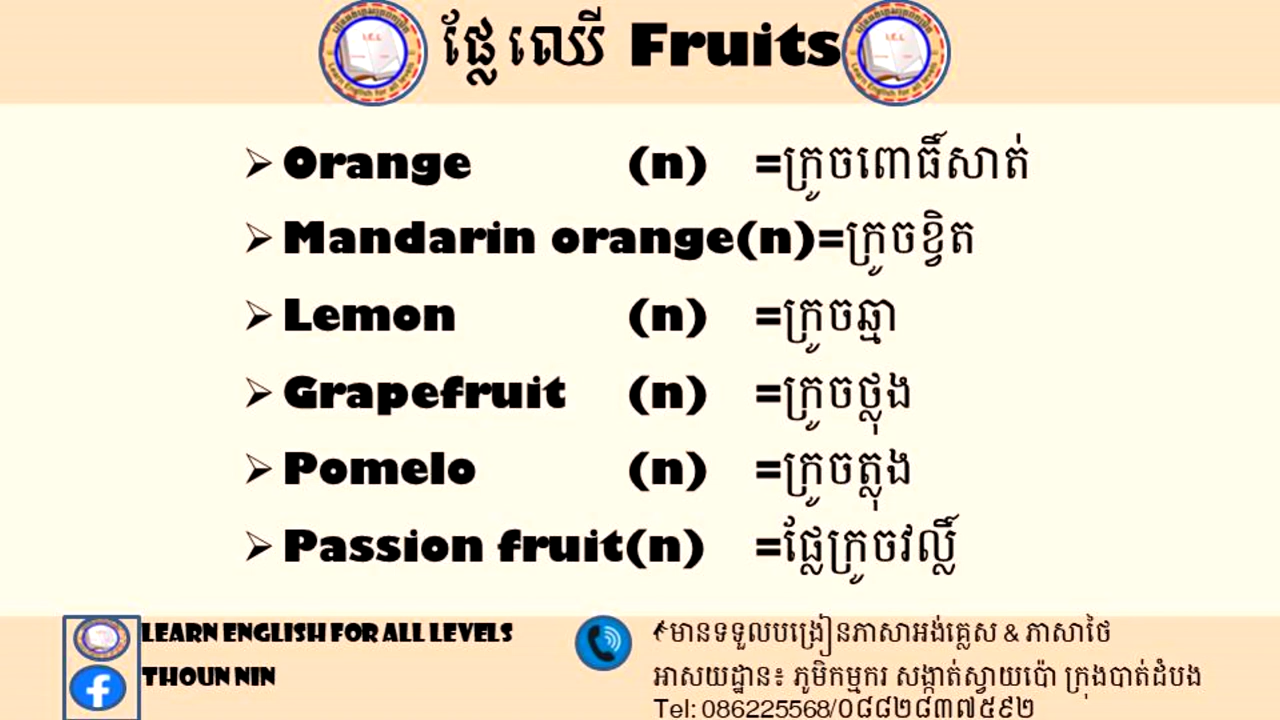 ផ្លែឈើ Fruits
➢ Orange (n) =ក្រូចពោធិ៍សាត់
➢ Mandarin orange(n)=ក្រូចខ្វិត
➢ Lemon (n) =ក្រូចឆ្មា
➢ Grapefruit (n) =ក្រូចថ្លុង
➢ Pomelo (n) =ក្រូចត្លុង
➢ Passion fruit(n) =ផ្លែក្រូចវល្លិ៍
LEARN ENGLISH FOR ALL LEVELS
THOUN NIN
មានទទួលបង្រៀនភាសាអង់គ្លេស & ភាសាថៃ
អាសយដ្ឋាន៖ ភូមិកម្មករ សង្កាត់ស្វាយប៉ោ ក្រុងបាត់ដំបង
Tel: 086225568/០៨៨២៨៣៧៥៩២